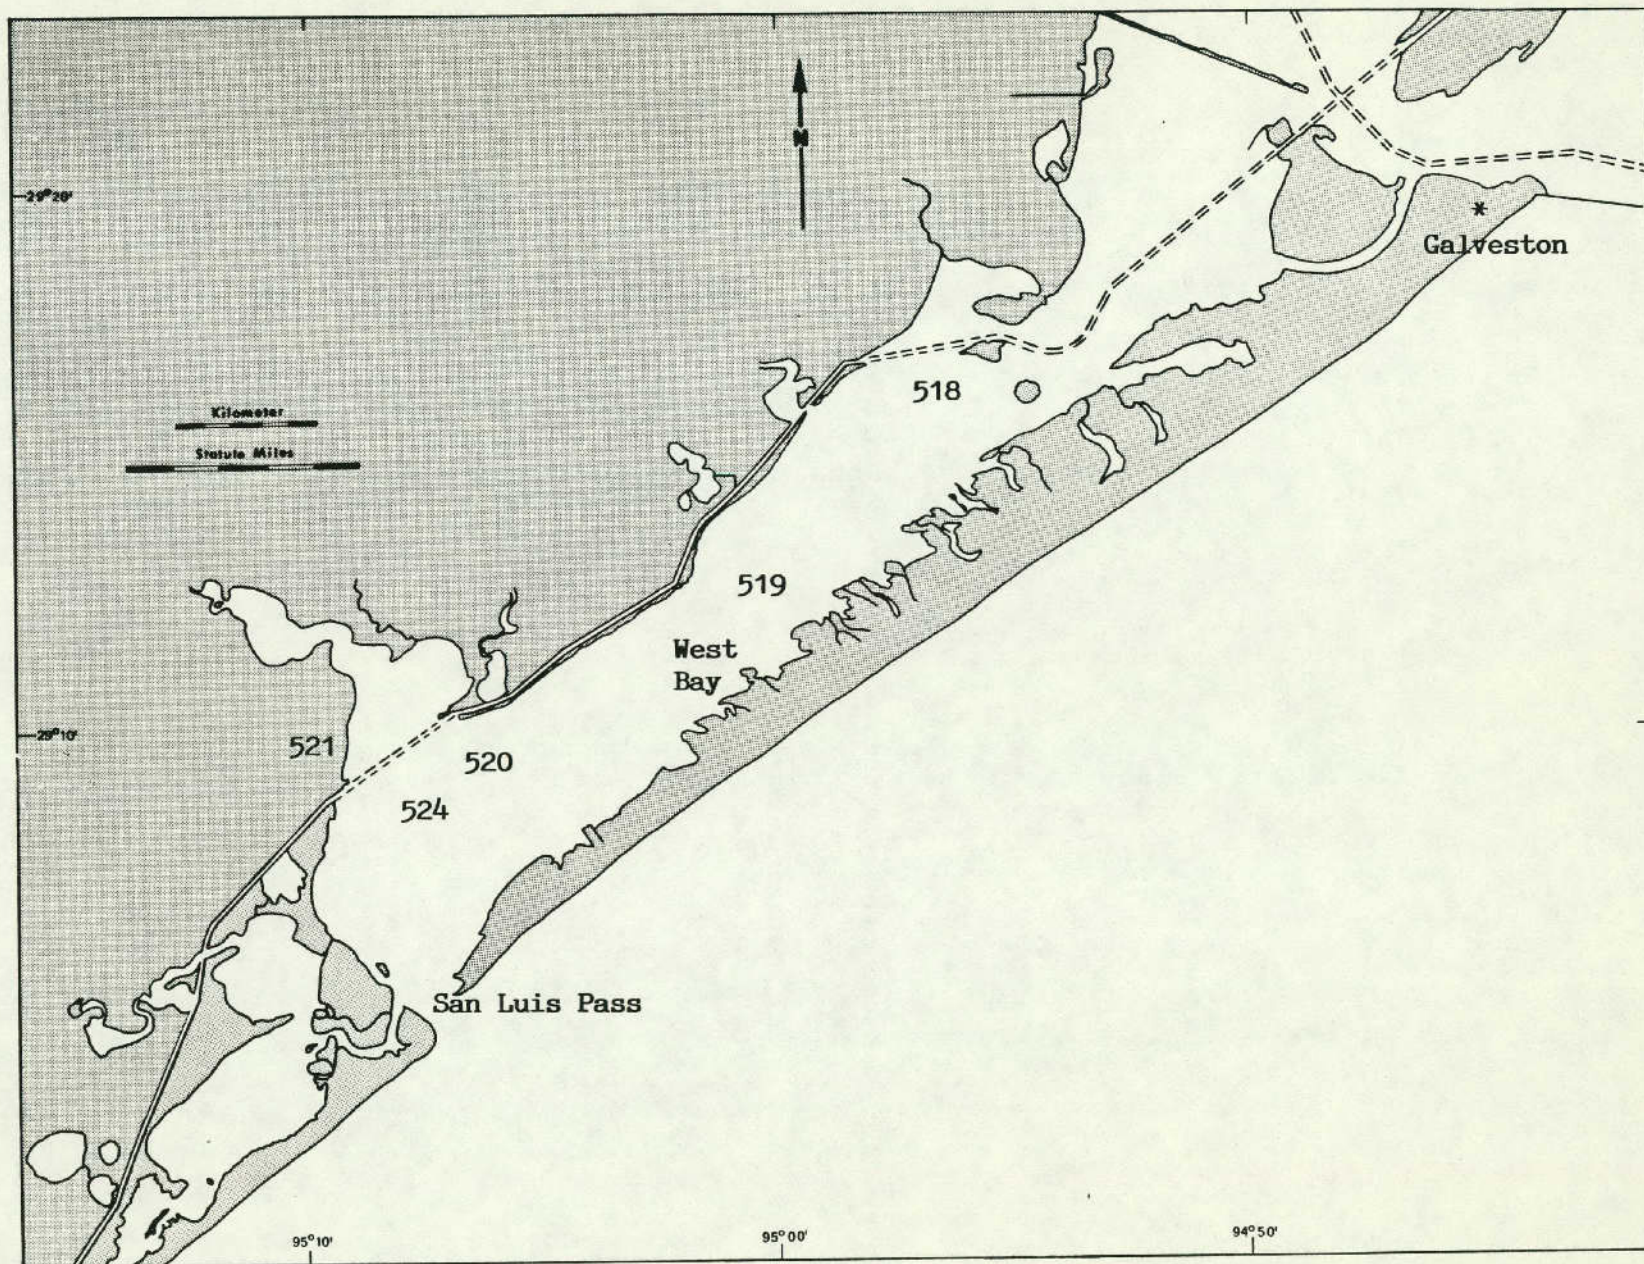 N
29°20'
*
Galveston
518
Kilometer
Statute Miles
519
West
Bay
29°10'
521
520
524
San Luis Pass
95°10'
95°00'
94°50'